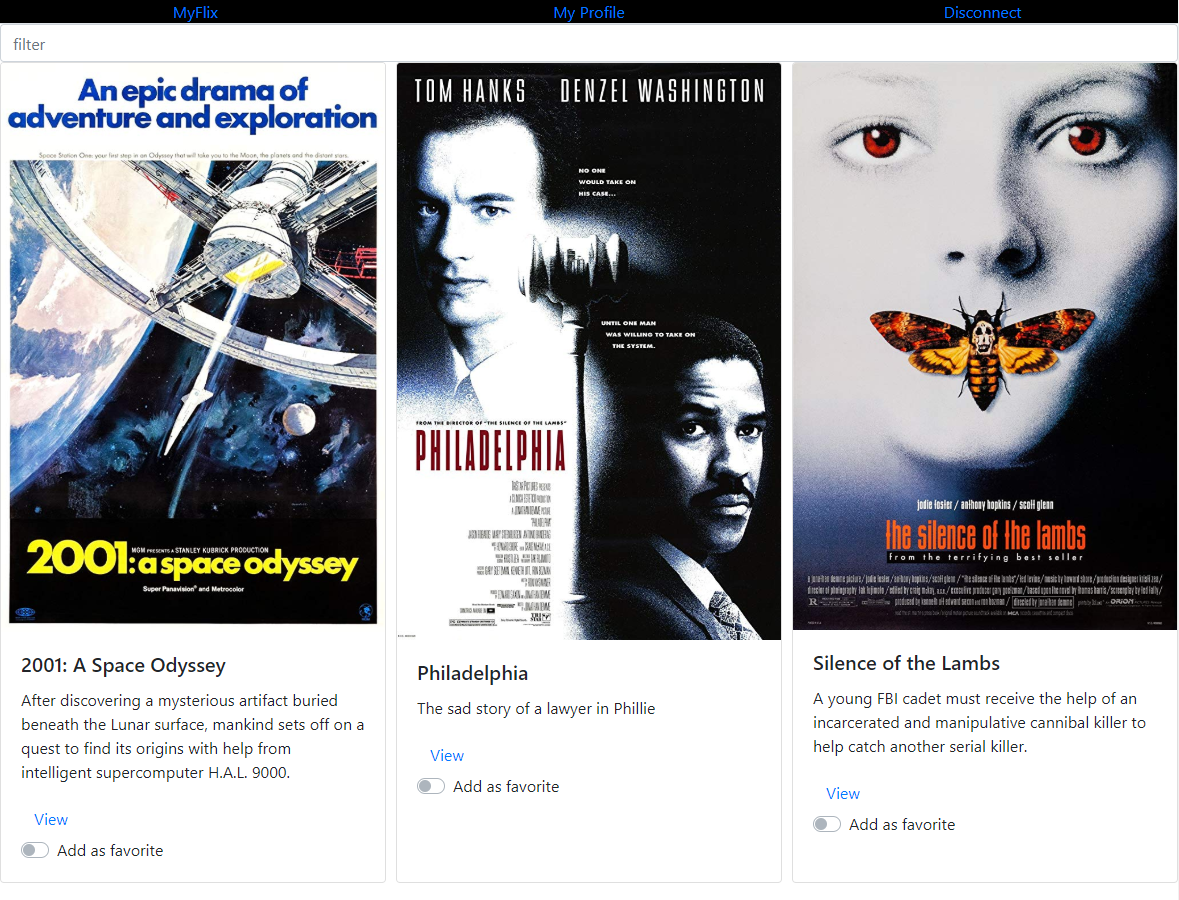 MyFlix
My Profile
Disconnect
filter
An epic drama of
adventure and exploration
Space Station One: your first step in an Odyssey that will take you to the Moon, the planets and the distant stars.
MGM PRESENTS A STANLEY KUBRICK PRODUCTION
2001: a space odyssey
Super Panavision® and Metrocolor
2001: A Space Odyssey
After discovering a mysterious artifact buried
beneath the Lunar surface, mankind sets off on a
quest to find its origins with help from
intelligent supercomputer H.A.L. 9000.
View
Add as favorite
TOM HANKS DENZEL WASHINGTON
NO ONE
WOULD TAKE ON
HIS CASE...
UNTIL ONE MAN
WAS WILLING TO TAKE ON
THE SYSTEM.
FROM THE DIRECTOR OF "THE SILENCE OF THE LAMBS"
PHILADELPHIA
Philadelphia
The sad story of a lawyer in Phillie
View
Add as favorite
jodie foster / anthony hopkins / scott glenn
the silence of the lambs
from the terrifying best seller
Silence of the Lambs
A young FBI cadet must receive the help of an
incarcerated and manipulative cannibal killer to
help catch another serial killer.
View
Add as favorite